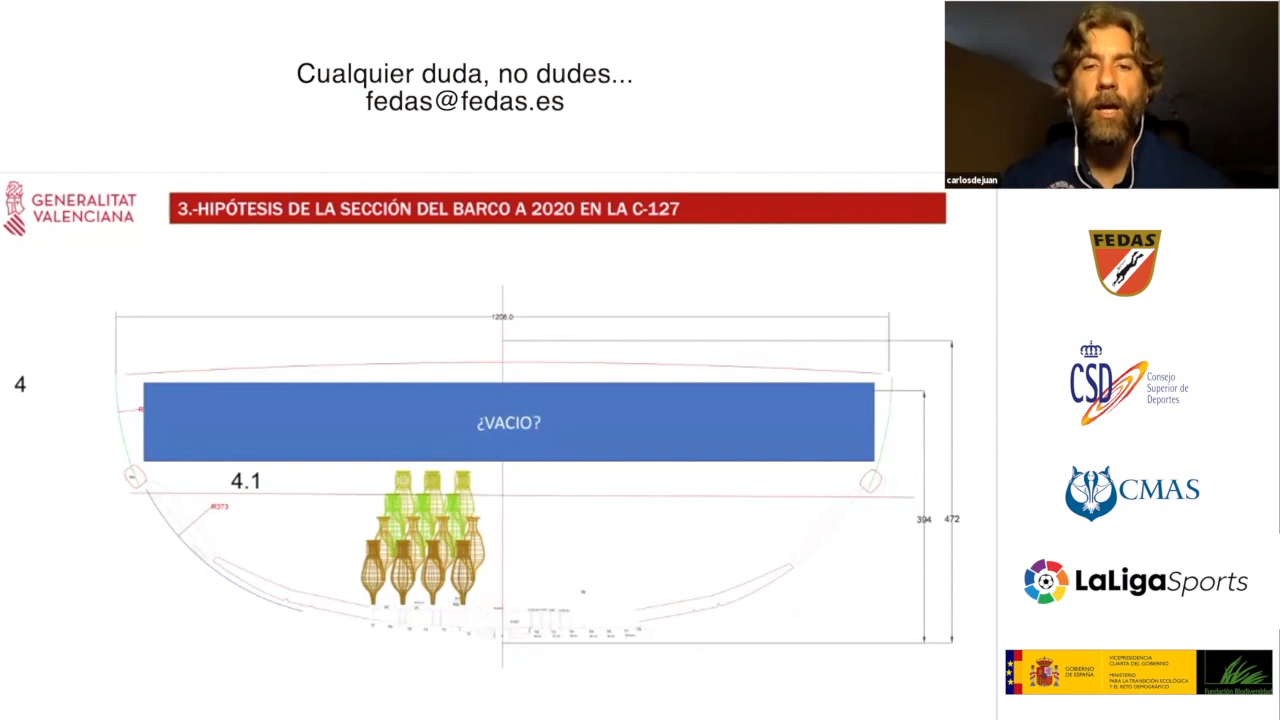 Cualquier duda, no dudes...
fedas@fedas.es
carlosdejuan
GENERALITAT
VALENCIANA
3.-HIPÓTESIS DE LA SECCIÓN DEL BARCO A 2020 EN LA C-127
1208.0
4
¿VACIO?
4.1
R373
394
472
FEDAS
CSD
Consejo
Superior de
Deportes
CMAS
LaLigaSports
GOBIERNO
DE ESPAÑA
VICEPRESIDENCIA
CUARTA DEL GOBIERNO
MINISTERIO
PARA LA TRANSICIÓN ECOLÓGICA
Y EL RETO DEMOGRÁFICO
Fundación Biodiversidad